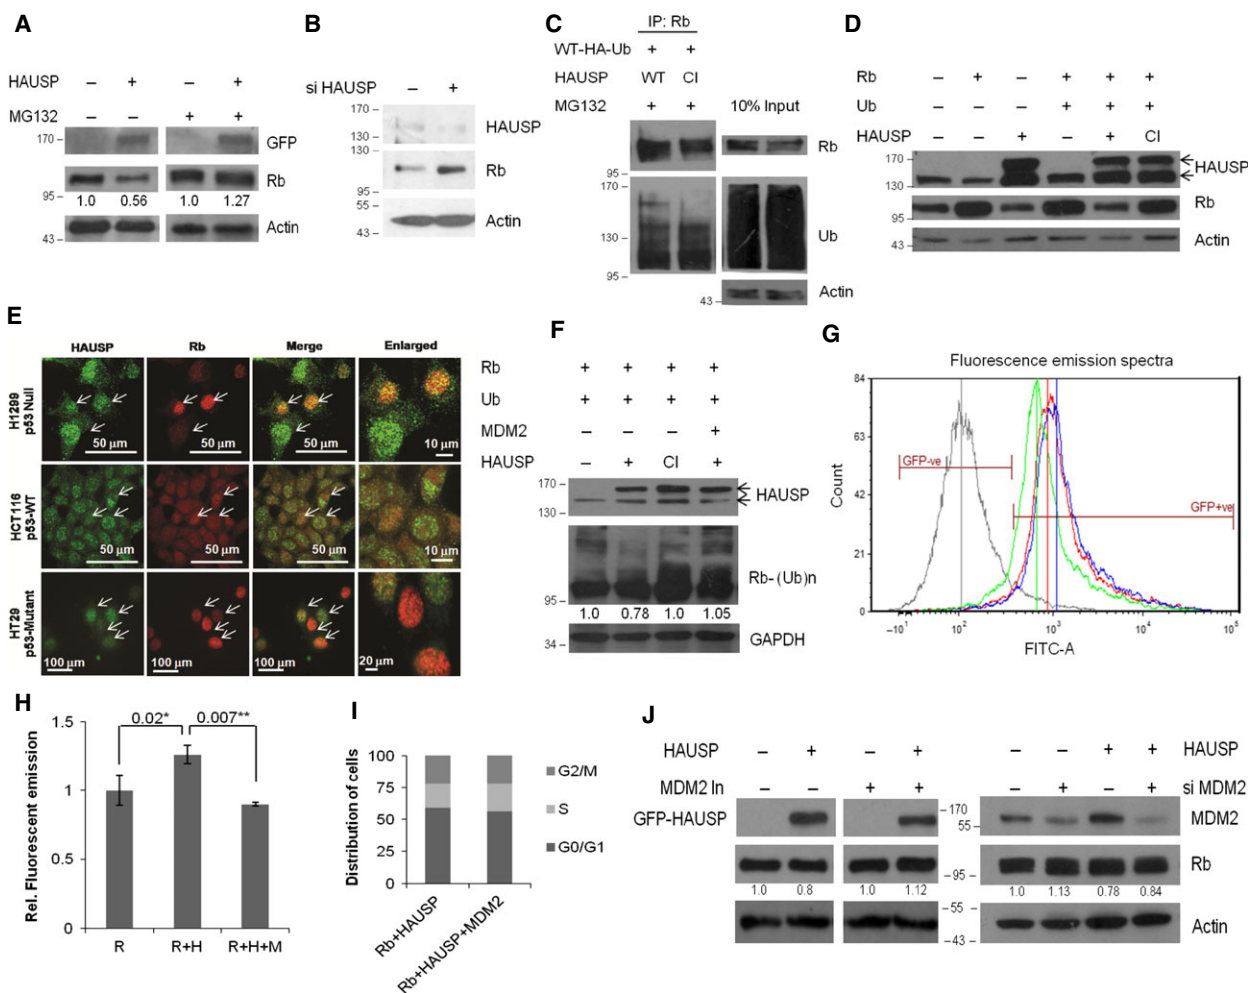 A
HAUSP – + – +
MG132 – – + +
170 – GFP
Rb
95 – 1.0 0.56 1.0 1.27
43 – Actin
B
si HAUSP – +
170 –
130 – HAUSP
130 –
95 – Rb
55 –
43 – Actin
C
IP: Rb
WT-HA-Ub + +
HAUSP WT CI
MG132 + + 10% Input
170 –
130 – Rb
95 –
170
130 – Ub
95 –
43 – Actin
D
Rb – + – + + +
Ub – – – + + +
HAUSP – – + – + CI
170 –
130 – HAUSP
95 – Rb
43 – Actin
E
HAUSP Rb Merge Enlarged
H1299 p53 Null
50 µm 50 µm 50 µm 10 µm
HCT116 p53-WT
50 µm 50 µm 50 µm 10 µm
HT29 p53-Mutant
100 µm 100 µm 100 µm 20 µm
F
Rb + + + +
Ub + + + +
MDM2 – – – +
HAUSP – + CI +
170 – HAUSP
130 –
Rb-(Ub)n
95 –
1.0 0.78 1.0 1.05
34 – GAPDH
G
Fluorescence emission spectra
84
63
42
21
0
Count
GFP-ve
GFP+ve
–10¹ 10² 10³ 10⁴ 10⁵
FITC-A
H
0.02* 0.007**
1.5
1
0.5
0
Rel. Fluorescent emission
R R+H R+H+M
I
100
75
50
25
0
Distribution of cells
G2/M
S
G0/G1
Rb+HAUSP
Rb+HAUSP+MDM2
J
HAUSP – + – + – – + + HAUSP
MDM2 In – – + + – + – + si MDM2
GFP-HAUSP – 170 55 – MDM2
– 95 – Rb
1.0 0.8 1.0 1.12 1.0 1.13 0.78 0.84
– 55 –
– 43 – Actin